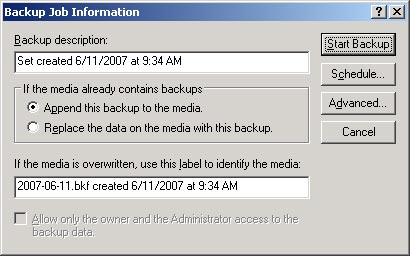 Backup Job Information
Backup description:
Set created 6/11/2007 at 9:34 AM
If the media already contains backups
Append this backup to the media.
Replace the data on the media with this backup.
If the media is overwritten, use this label to identify the media:
2007-06-11.bkf created 6/11/2007 at 9:34 AM
Allow only the owner and the Administrator access to the
backup data.
Start Backup
Schedule...
Advanced...
Cancel